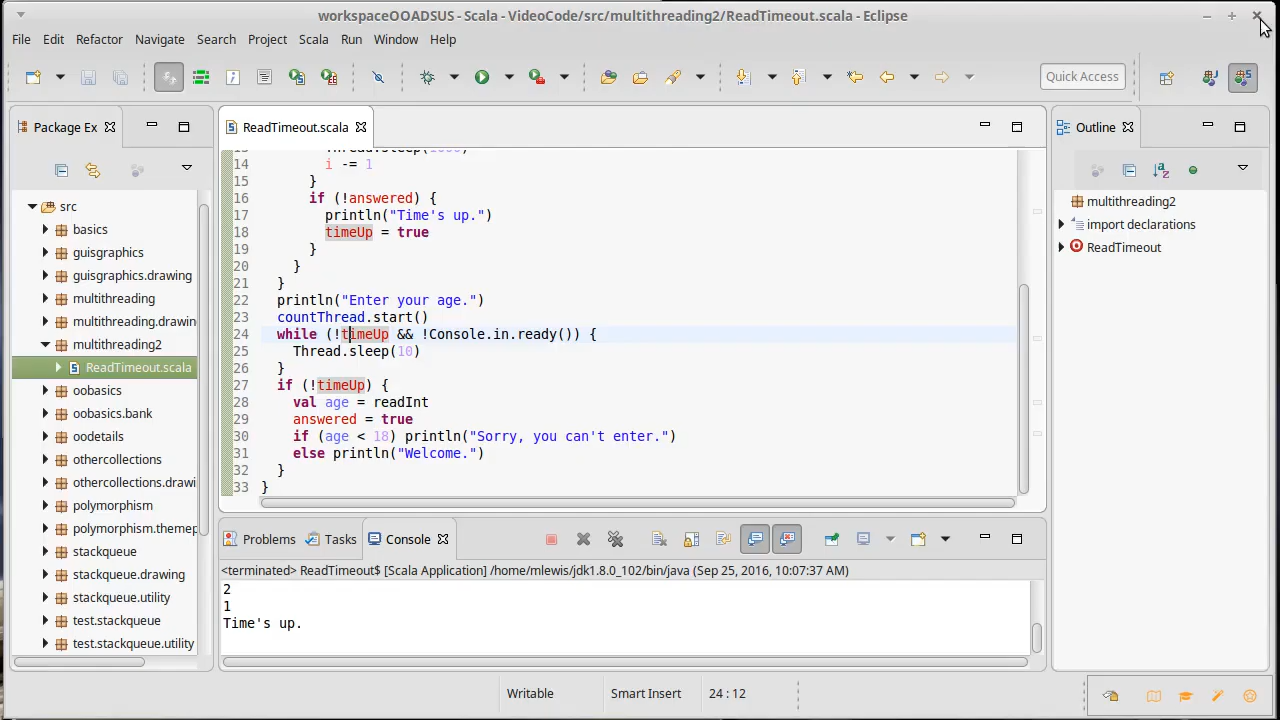 workspaceOOADSUS - Scala - VideoCode/src/multithreading2/ReadTimeout.scala - Eclipse
File Edit Refactor Navigate Search Project Scala Run Window Help
Quick Access
Package Ex
src
basics
guisgraphics
guisgraphics.drawing
multithreading
multithreading.drawin
multithreading2
ReadTimeout.scala
oobasics
oobasics.bank
oodetails
othercollections
othercollections.drawi
polymorphism
polymorphism.themep
stackqueue
stackqueue.drawing
stackqueue.utility
test.stackqueue
test.stackqueue.utility
ReadTimeout.scala
13 Thread.sleep(1000)
14 i -= 1
15 }
16 if (!answered) {
17 println("Time's up.")
18 timeUp = true
19 }
20 }
21 }
22 println("Enter your age.")
23 countThread.start()
24 while (!timeUp && !Console.in.ready()) {
25 Thread.sleep(10)
26 }
27 if (!timeUp) {
28 val age = readInt
29 answered = true
30 if (age < 18) println("Sorry, you can't enter.")
31 else println("Welcome.")
32 }
33 }
Outline
multithreading2
import declarations
ReadTimeout
Problems Tasks Console
<terminated> ReadTimeout$ [Scala Application] /home/mlewis/jdk1.8.0_102/bin/java (Sep 25, 2016, 10:07:37 AM)
2
1
Time's up.
Writable Smart Insert 24 : 12